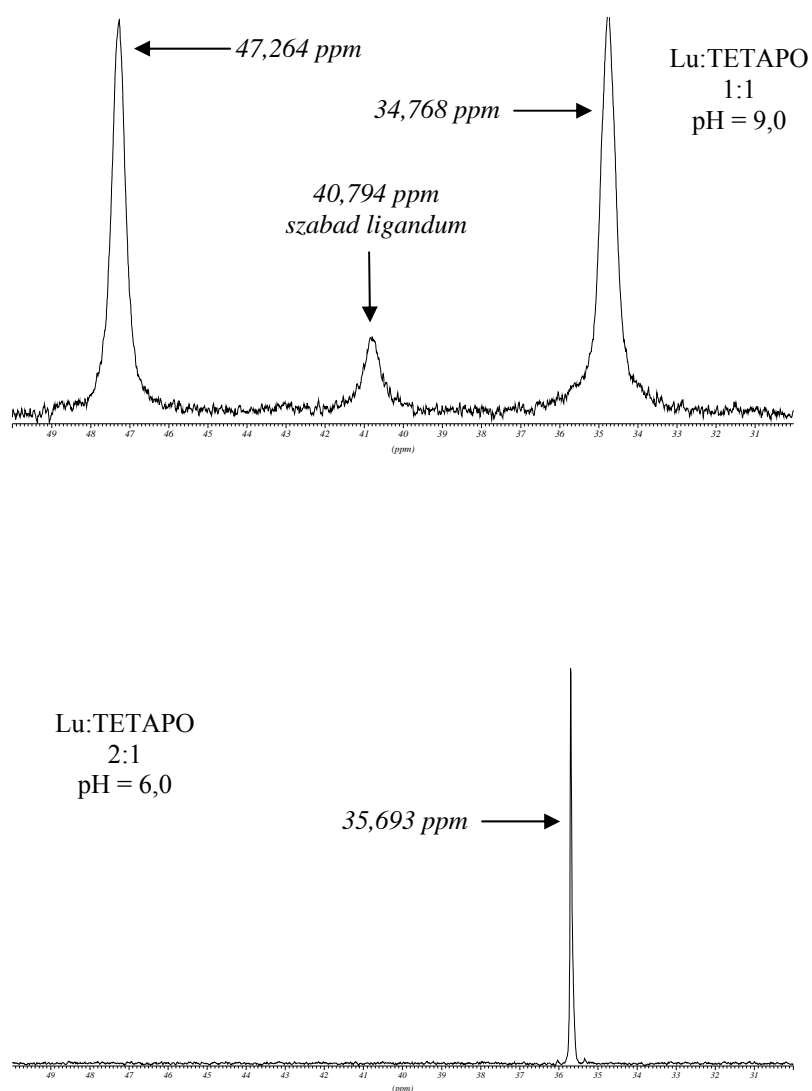 47,264 ppm
Lu:TETAPO
1:1
pH = 9,0
34,768 ppm
40,794 ppm
szabad ligandum
49 48 47 46 45 44 43 42 41 40 39 38 37 36 35 34 33 32 31
(ppm)
Lu:TETAPO
2:1
pH = 6,0
35,693 ppm
49 48 47 46 45 44 43 42 41 40 39 38 37 36 35 34 33 32 31
(ppm)